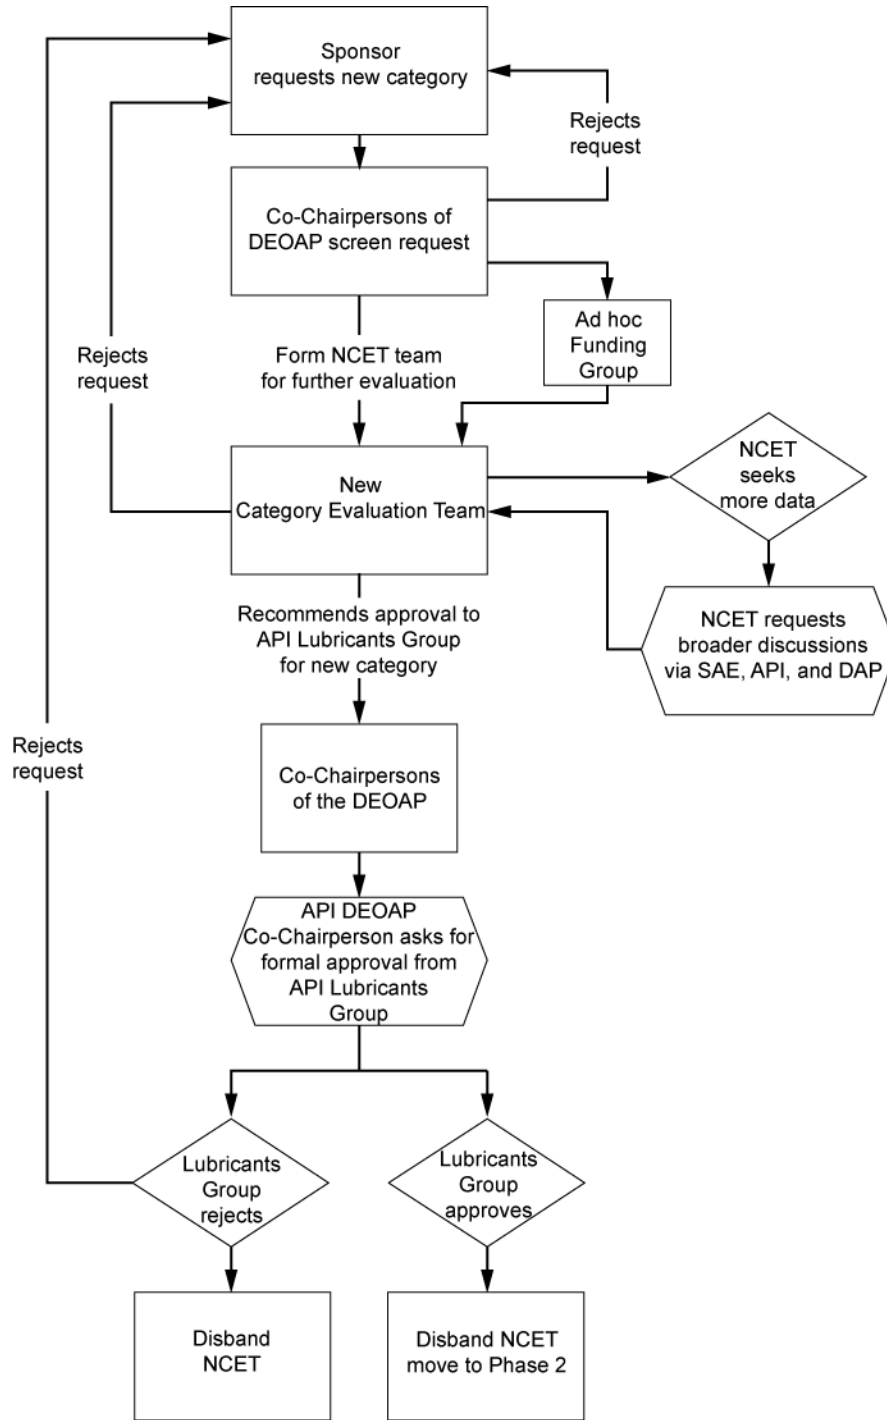 Sponsor
requests new category
Rejects
request
Co-Chairpersons of
DEOAP screen request
Ad hoc
Funding
Group
Rejects
request
Form NCET team
for further evaluation
NCET
seeks
more data
New
Category Evaluation Team
Recommends approval to
API Lubricants Group
for new category
NCET requests
broader discussions
via SAE, API, and DAP
Rejects
request
Co-Chairpersons
of the DEOAP
API DEOAP
Co-Chairperson asks for
formal approval from
API Lubricants
Group
Lubricants
Group
rejects
Lubricants
Group
approves
Disband
NCET
Disband NCET
move to Phase 2